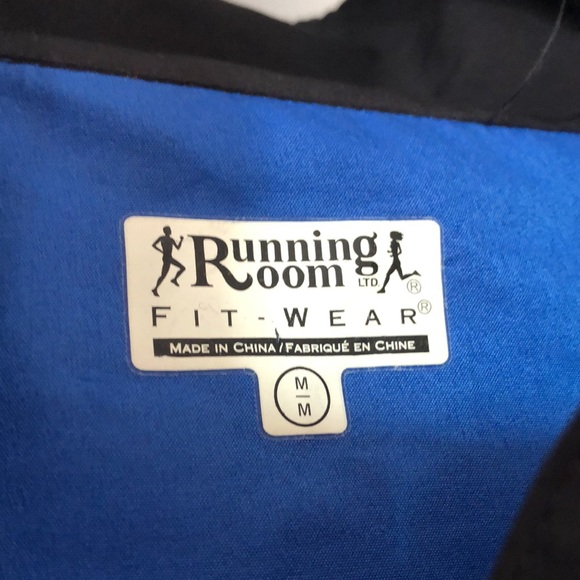 Running
Room LTD ®
FIT-WEAR®
MADE IN CHINA/FABRIQUÉ EN CHINE
M
M